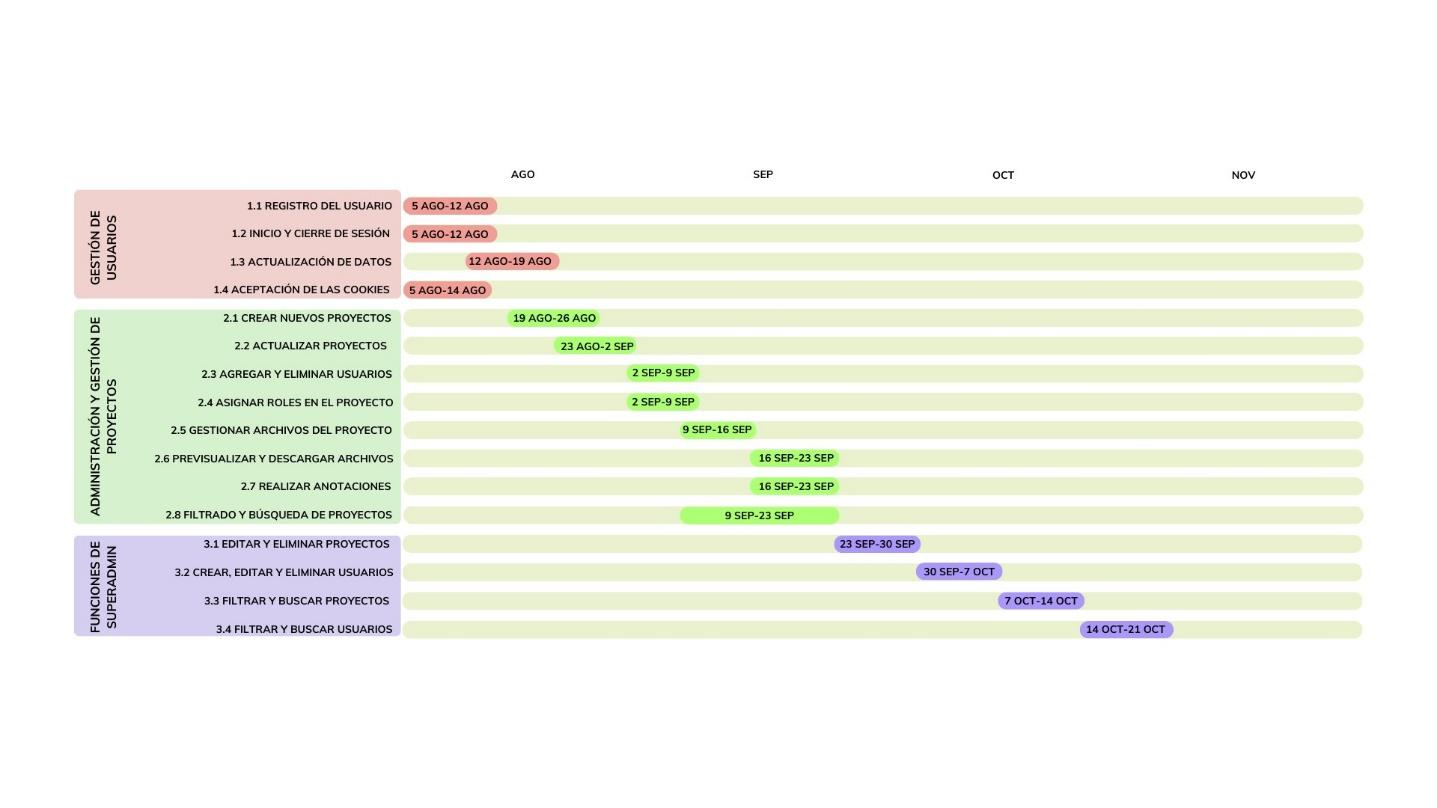 AGO SEP OCT NOV
GESTIÓN DE
USUARIOS
1.1 REGISTRO DEL USUARIO 5 AGO-12 AGO
1.2 INICIO Y CIERRE DE SESIÓN 5 AGO-12 AGO
1.3 ACTUALIZACIÓN DE DATOS 12 AGO-19 AGO
1.4 ACEPTACIÓN DE LAS COOKIES 5 AGO-14 AGO
ADMINISTRACIÓN Y GESTIÓN DE
PROYECTOS
2.1 CREAR NUEVOS PROYECTOS 19 AGO-26 AGO
2.2 ACTUALIZAR PROYECTOS 23 AGO-2 SEP
2.3 AGREGAR Y ELIMINAR USUARIOS 2 SEP-9 SEP
2.4 ASIGNAR ROLES EN EL PROYECTO 2 SEP-9 SEP
2.5 GESTIONAR ARCHIVOS DEL PROYECTO 9 SEP-16 SEP
2.6 PREVISUALIZAR Y DESCARGAR ARCHIVOS 16 SEP-23 SEP
2.7 REALIZAR ANOTACIONES 16 SEP-23 SEP
2.8 FILTRADO Y BÚSQUEDA DE PROYECTOS 9 SEP-23 SEP
FUNCIONES DE
SUPERADMIN
3.1 EDITAR Y ELIMINAR PROYECTOS 23 SEP-30 SEP
3.2 CREAR, EDITAR Y ELIMINAR USUARIOS 30 SEP-7 OCT
3.3 FILTRAR Y BUSCAR PROYECTOS 7 OCT-14 OCT
3.4 FILTRAR Y BUSCAR USUARIOS 14 OCT-21 OCT